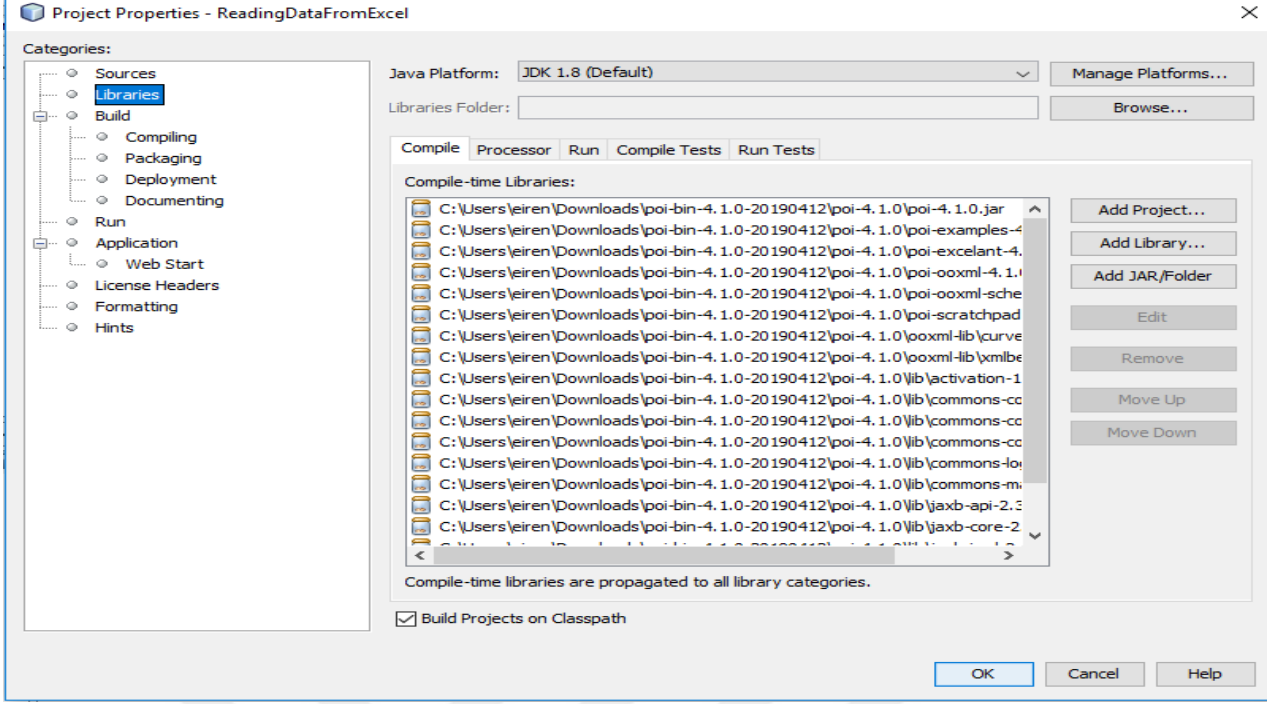 Project Properties - ReadingDataFromExcel
Categories:
Sources
Libraries
Build
Compiling
Packaging
Deployment
Documenting
Run
Application
Web Start
License Headers
Formatting
Hints
Java Platform: JDK 1.8 (Default) Manage Platforms...
Libraries Folder: Browse...
Compile Processor Run Compile Tests Run Tests
Compile-time Libraries:
C:\Users\eiren\Downloads\poi-bin-4.1.0-20190412\poi-4.1.0\poi-4.1.0.jar
C:\Users\eiren\Downloads\poi-bin-4.1.0-20190412\poi-4.1.0\poi-examples-4
C:\Users\eiren\Downloads\poi-bin-4.1.0-20190412\poi-4.1.0\poi-excelant-4.
C:\Users\eiren\Downloads\poi-bin-4.1.0-20190412\poi-4.1.0\poi-ooxml-4.1.
C:\Users\eiren\Downloads\poi-bin-4.1.0-20190412\poi-4.1.0\poi-ooxml-sche
C:\Users\eiren\Downloads\poi-bin-4.1.0-20190412\poi-4.1.0\poi-scratchpad
C:\Users\eiren\Downloads\poi-bin-4.1.0-20190412\poi-4.1.0\ooxml-lib\curve
C:\Users\eiren\Downloads\poi-bin-4.1.0-20190412\poi-4.1.0\ooxml-lib\xmlbe
C:\Users\eiren\Downloads\poi-bin-4.1.0-20190412\poi-4.1.0\lib\activation-1
C:\Users\eiren\Downloads\poi-bin-4.1.0-20190412\poi-4.1.0\lib\commons-co
C:\Users\eiren\Downloads\poi-bin-4.1.0-20190412\poi-4.1.0\lib\commons-co
C:\Users\eiren\Downloads\poi-bin-4.1.0-20190412\poi-4.1.0\lib\commons-co
C:\Users\eiren\Downloads\poi-bin-4.1.0-20190412\poi-4.1.0\lib\commons-log
C:\Users\eiren\Downloads\poi-bin-4.1.0-20190412\poi-4.1.0\lib\commons-ma
C:\Users\eiren\Downloads\poi-bin-4.1.0-20190412\poi-4.1.0\lib\jaxb-api-2.3
C:\Users\eiren\Downloads\poi-bin-4.1.0-20190412\poi-4.1.0\lib\jaxb-core-2
Add Project...
Add Library...
Add JAR/Folder
Edit
Remove
Move Up
Move Down
Compile-time libraries are propagated to all library categories.
Build Projects on Classpath
OK Cancel Help